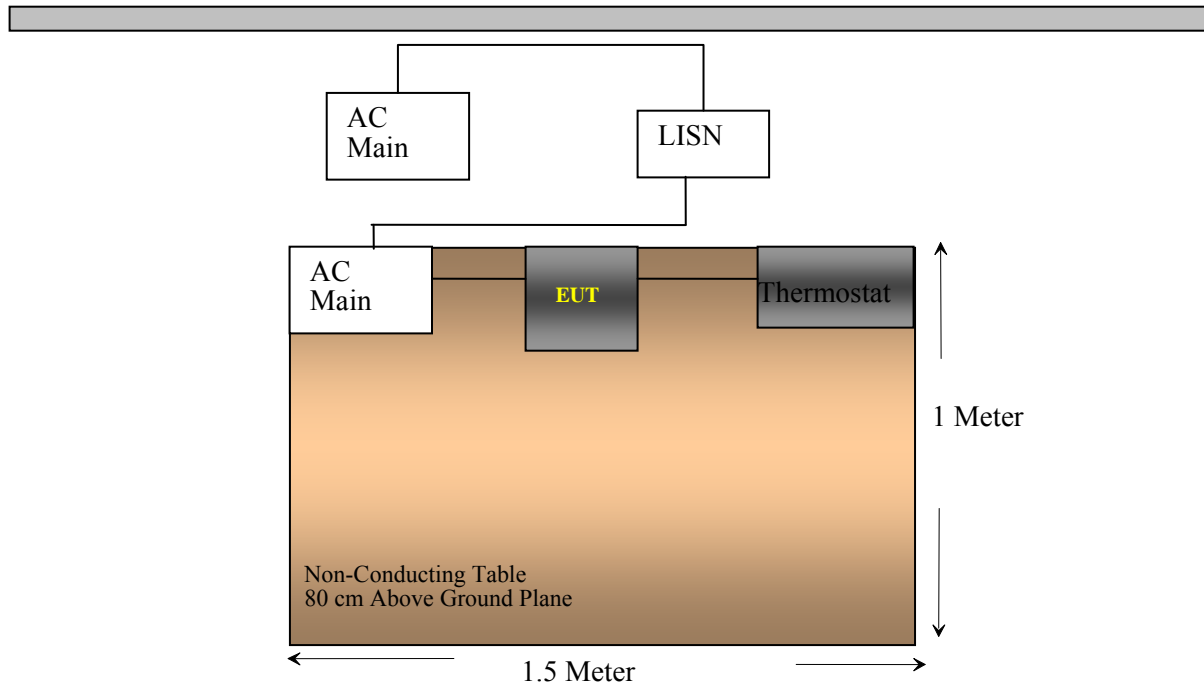 AC
Main
LISN
AC
Main
EUT
Thermostat
1 Meter
Non-Conducting Table
80 cm Above Ground Plane
1.5 Meter